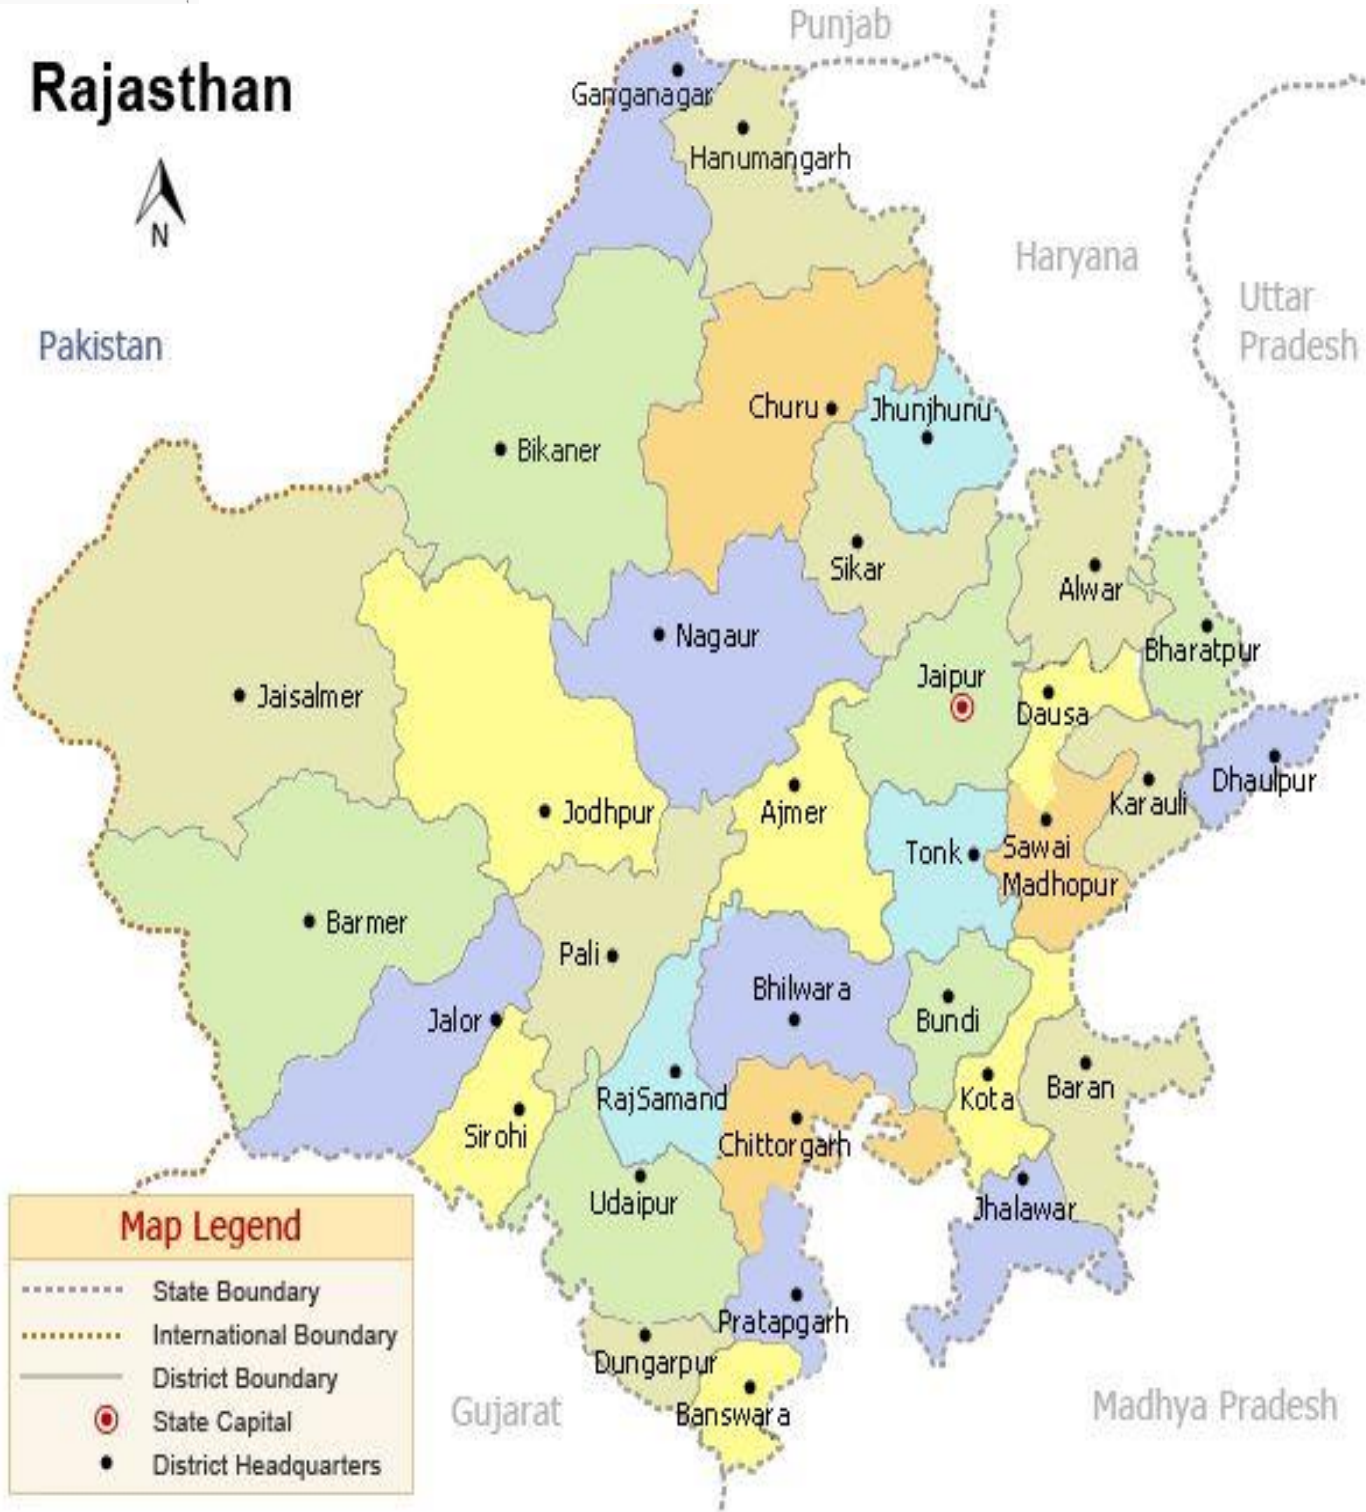 Punjab
Rajasthan
Ganganagar
Hanumangarh
N
Haryana
Uttar
Pradesh
Pakistan
Churu
Jhunjhunu
Bikaner
Sikar
Alwar
Nagaur
Bharatpur
Jaipur
Jaisalmer
Dausa
Dhaulpur
Karauli
Jodhpur
Ajmer
Tonk
Sawai
Madhopur
Barmer
Pali
Bhilwara
Jalor
Bundi
Baran
RajSamand
Kota
Sirohi
Chittorgarh
Udaipur
Jhalawar
Map Legend
State Boundary
International Boundary
District Boundary
State Capital
District Headquarters
Pratapgarh
Dungarpur
Banswara
Gujarat
Madhya Pradesh